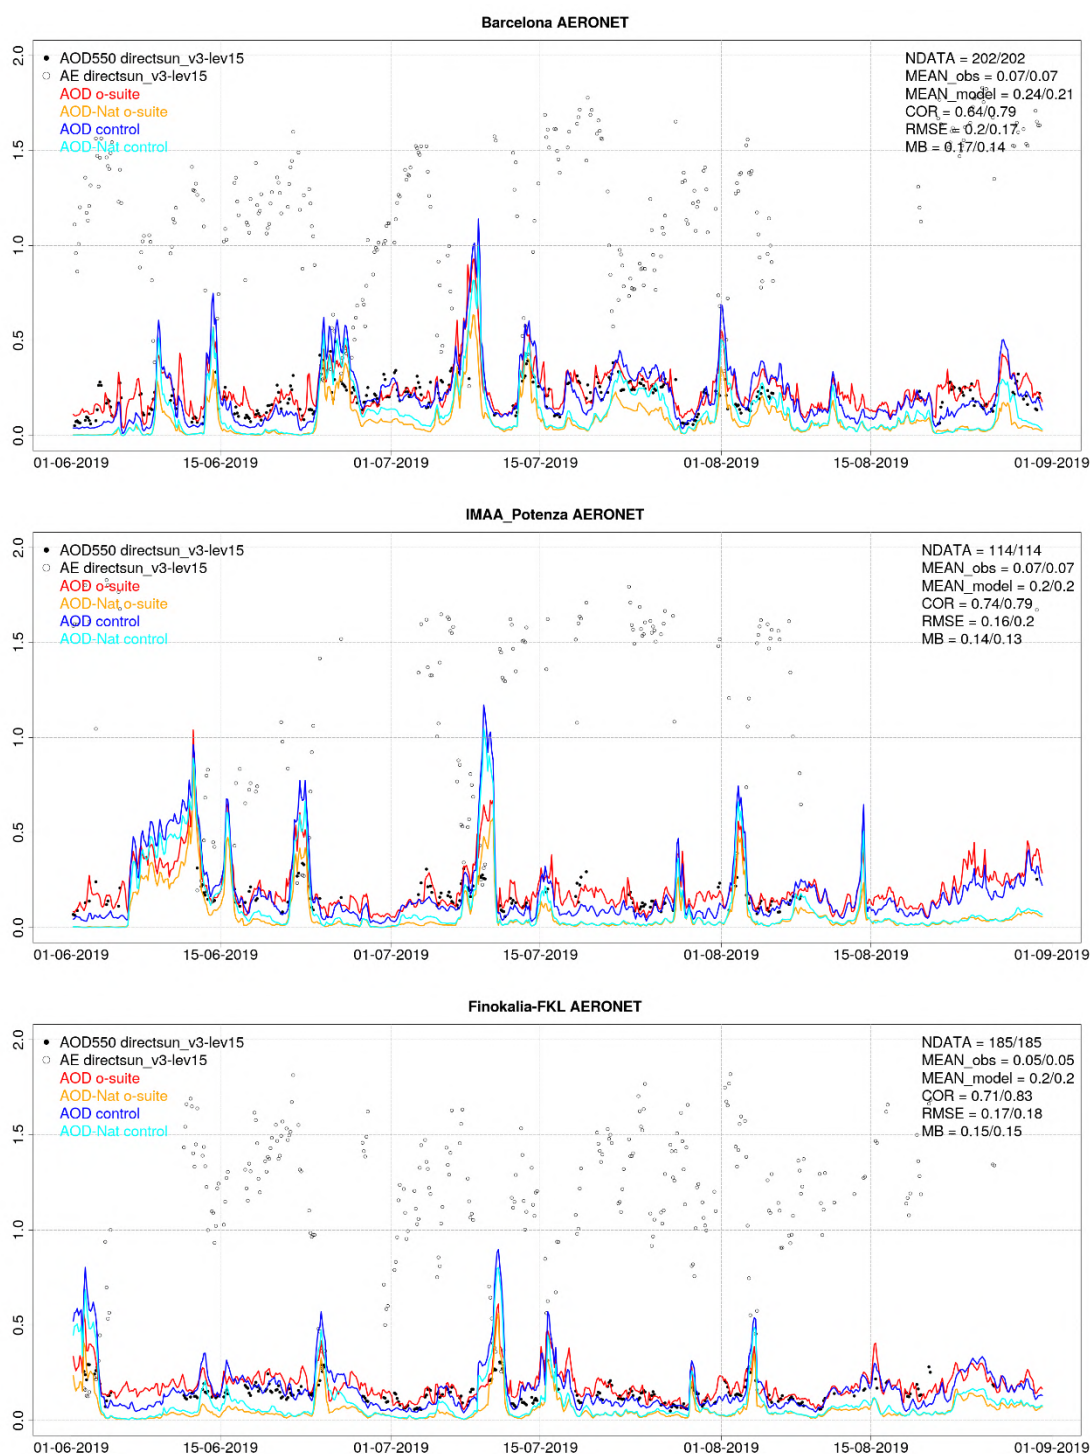 Barcelona AERONET
2.0
1.5
1.0
0.5
0.0
AOD550 directsun_v3-lev15
AE directsun_v3-lev15
AOD o-suite
AOD-Nat o-suite
AOD control
AOD-Nat control
NDATA = 202/202
MEAN_obs = 0.07/0.07
MEAN_model = 0.24/0.21
COR = 0.64/0.79
RMSE = 0.2/0.17
MB = 0.17/0.14
01-06-2019 15-06-2019 01-07-2019 15-07-2019 01-08-2019 15-08-2019 01-09-2019
IMAA_Potenza AERONET
2.0
1.5
1.0
0.5
0.0
AOD550 directsun_v3-lev15
AE directsun_v3-lev15
AOD o-suite
AOD-Nat o-suite
AOD control
AOD-Nat control
NDATA = 114/114
MEAN_obs = 0.07/0.07
MEAN_model = 0.2/0.2
COR = 0.74/0.79
RMSE = 0.16/0.2
MB = 0.14/0.13
01-06-2019 15-06-2019 01-07-2019 15-07-2019 01-08-2019 15-08-2019 01-09-2019
Finokalia-FKL AERONET
2.0
1.5
1.0
0.5
0.0
AOD550 directsun_v3-lev15
AE directsun_v3-lev15
AOD o-suite
AOD-Nat o-suite
AOD control
AOD-Nat control
NDATA = 185/185
MEAN_obs = 0.05/0.05
MEAN_model = 0.2/0.2
COR = 0.71/0.83
RMSE = 0.17/0.18
MB = 0.15/0.15
01-06-2019 15-06-2019 01-07-2019 15-07-2019 01-08-2019 15-08-2019 01-09-2019